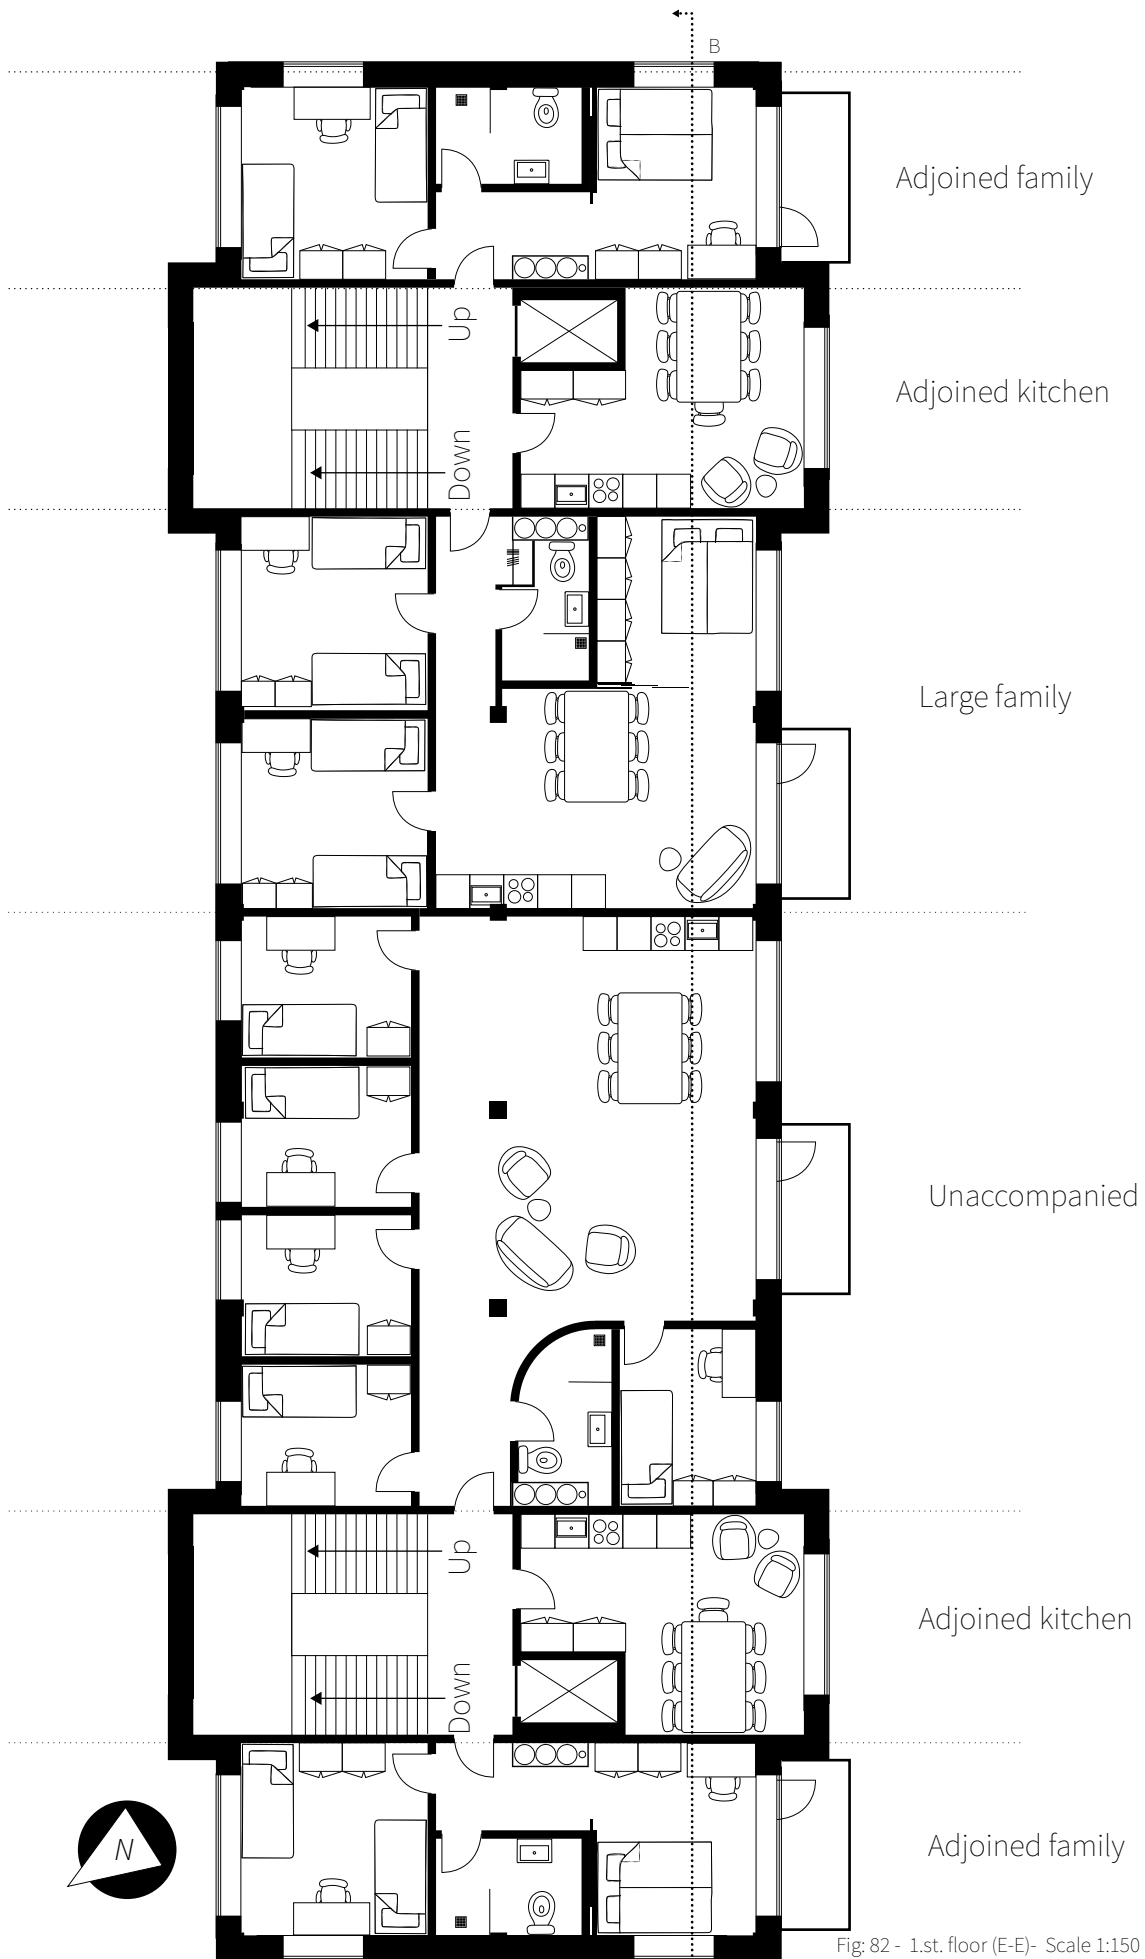 B
Adjoined family
Up
Adjoined kitchen
Down
Large family
Unaccompanied
Up
Adjoined kitchen
Down
N
Adjoined family
Fig: 82 - 1.st. floor (E-E)- Scale 1:150